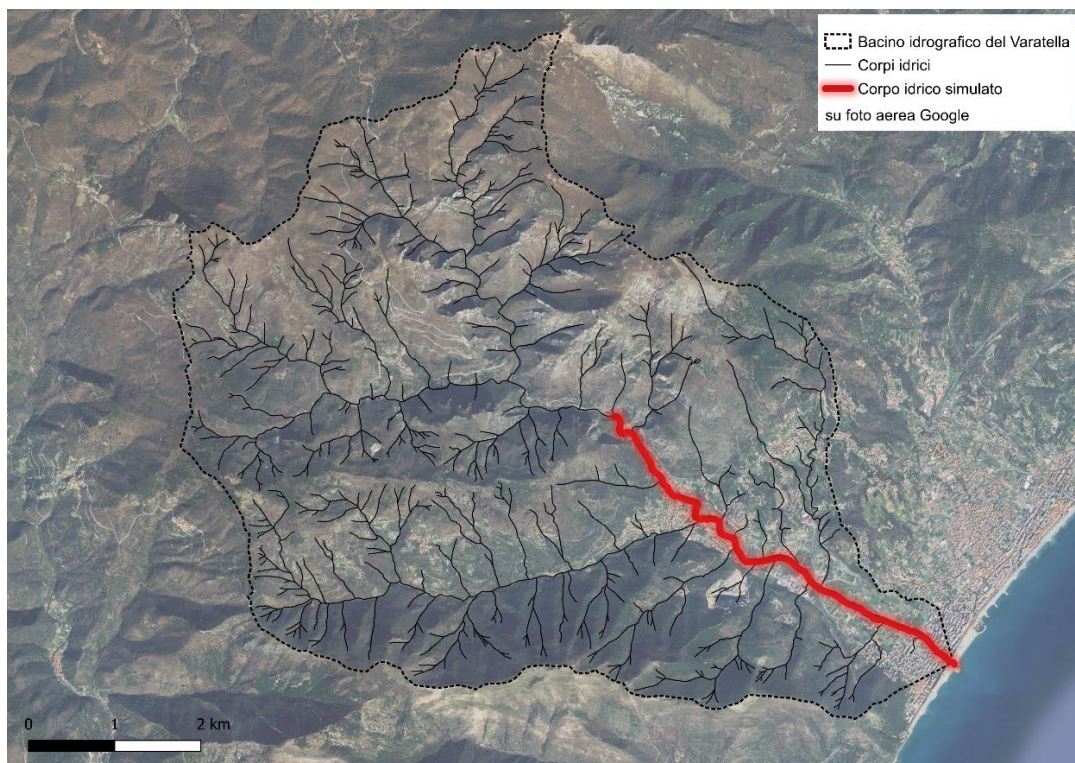 Bacino idrografico del Varatella
Corpi idrici
Corpo idrico simulato
su foto aerea Google
0 1 2 km